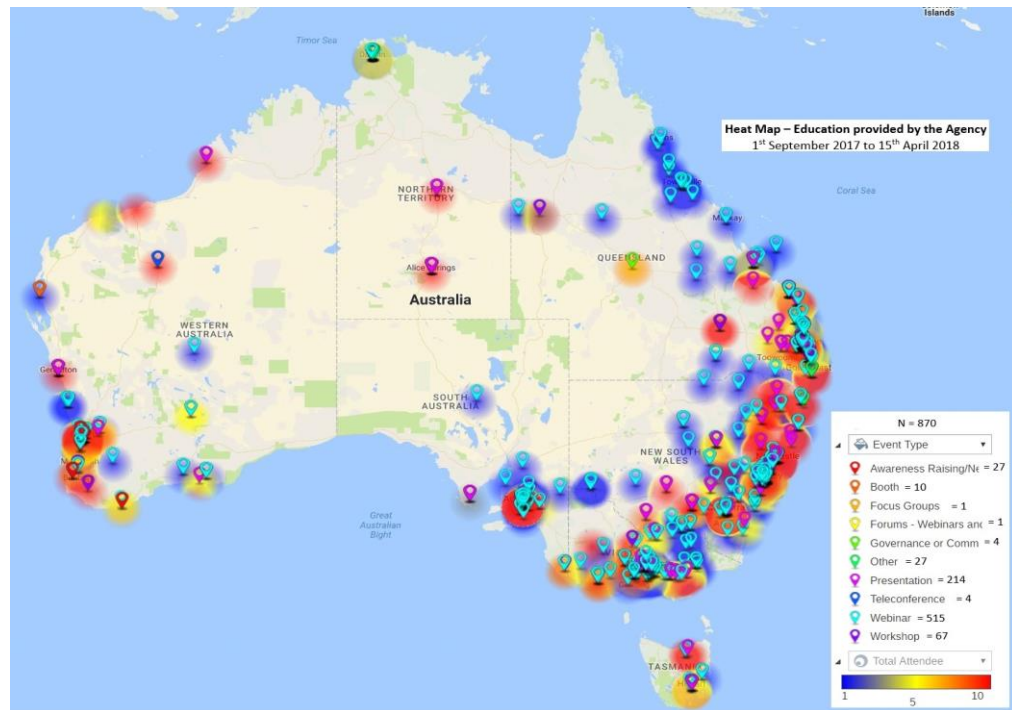 Islands
Timor Sea
Heat Map – Education provided by the Agency
1st September 2017 to 15th April 2018
Coral Sea
NORTHERN
TERRITORY
QUEENSLAND
Alice Springs
Australia
WESTERN
AUSTRALIA
SOUTH
AUSTRALIA
NEW SOUTH
WALES
Great
Australian
Bight
TASMANIA
N = 870
Event Type
Awareness Raising/Ne = 27
Booth = 10
Focus Groups = 1
Forums - Webinars and = 1
Governance or Comm = 4
Other = 27
Presentation = 214
Teleconference = 4
Webinar = 515
Workshop = 67
Total Attendee
1
5
10